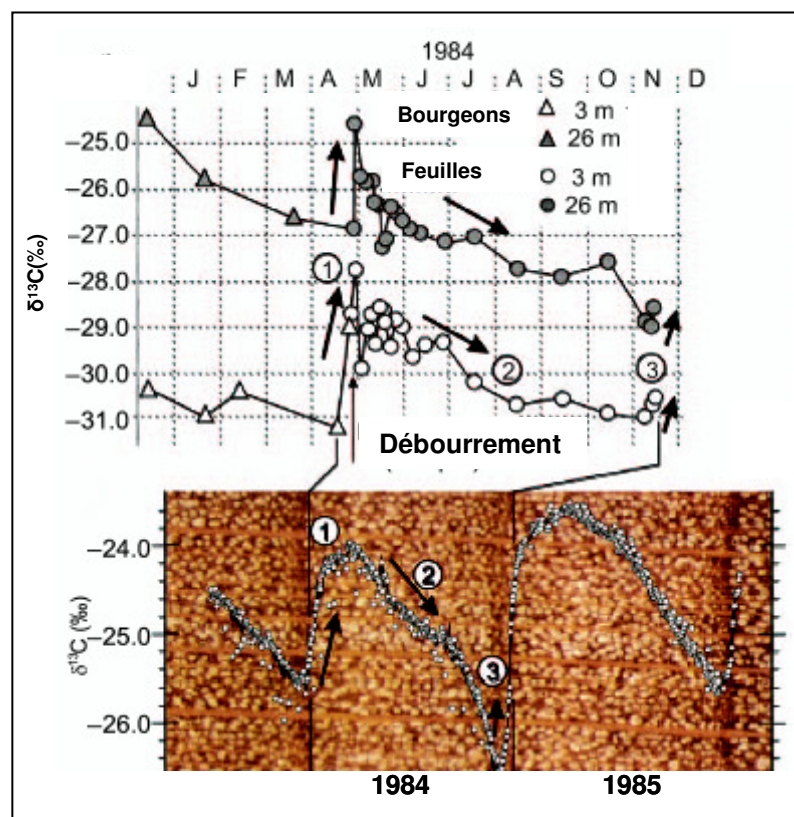 1984
J F M A M J J A S O N D
Bourgeons
△ 3 m
▲ 26 m
Feuilles
○ 3 m
● 26 m
δ¹³C(‰)
–25.0
–26.0
–27.0
–28.0
–29.0
–30.0
–31.0
①
②
③
Débourrement
δ¹³C (‰)
–24.0
–25.0
–26.0
①
②
③
1984 1985